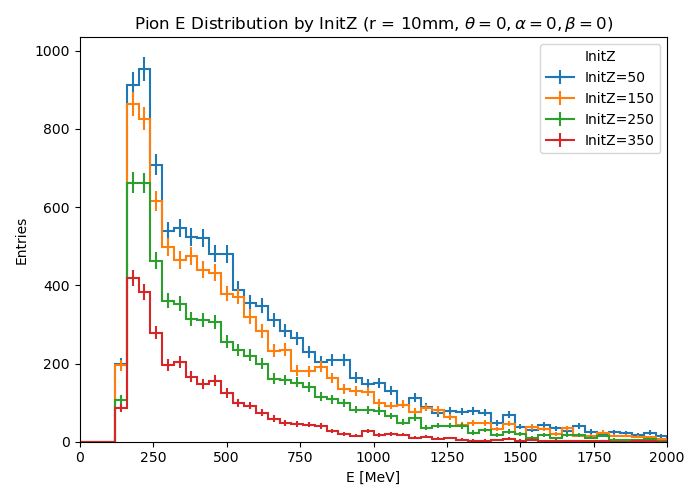 Pion E Distribution by InitZ (r = 10mm, θ = 0, α = 0, β = 0)
InitZ
InitZ=50
InitZ=150
InitZ=250
InitZ=350
Entries
1000
800
600
400
200
0
0 250 500 750 1000 1250 1500 1750 2000
E [MeV]